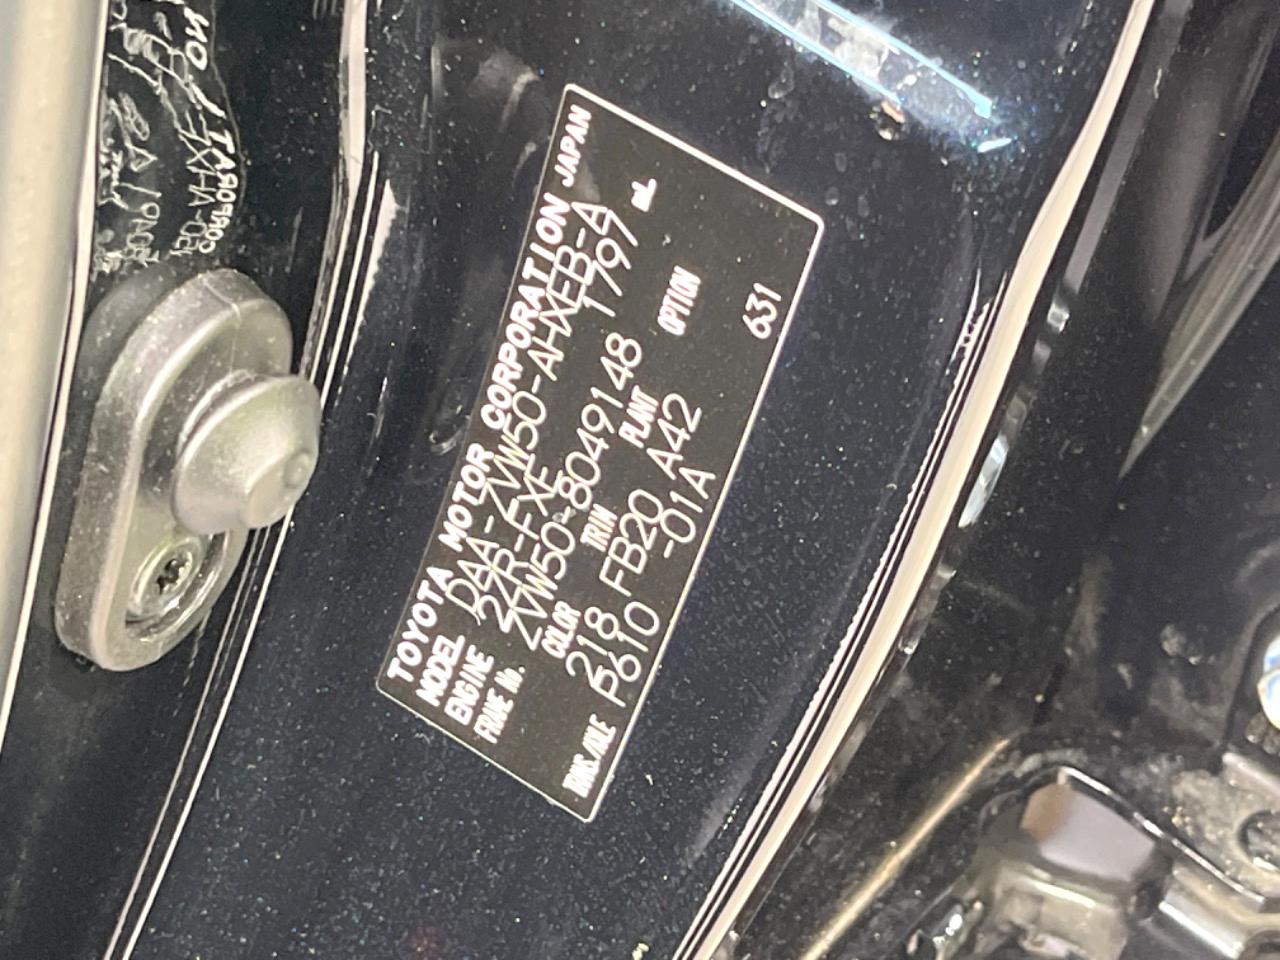 TOYOTA MOTOR CORPORATION JAPAN
MODEL DAA-ZVW50-AHXEB-A
ENGINE 2ZR-FXE 1797 mL
FRAME No. ZVW50-8049148
COLOR TRIM PLANT OPTION
218 FB20 A42
TRNS./AXLE P610 -01A 631